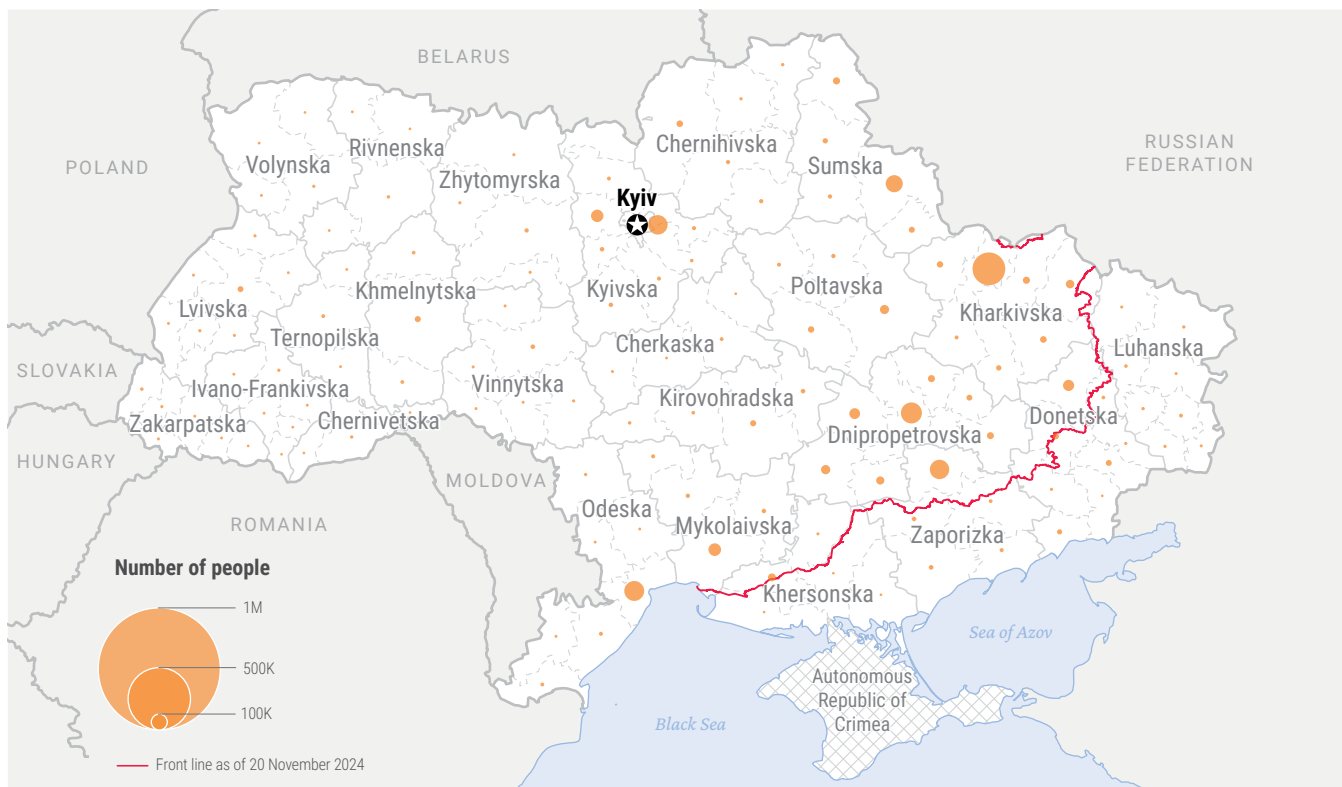 BELARUS
RUSSIAN
FEDERATION
POLAND
Volynska
Rivnenska
Zhytomyrska
Chernihivska
Sumska
Kyiv
Lvivska
Khmelnytska
Kyivska
Poltavska
Kharkivska
Ternopilska
Cherkaska
Luhanska
SLOVAKIA
Ivano-Frankivska
Vinnytska
Kirovohradska
Zakarpatska
Chernivetska
Dnipropetrovska
Donetska
HUNGARY
MOLDOVA
ROMANIA
Odeska
Mykolaivska
Zaporizka
Khersonska
Sea of Azov
Autonomous
Republic of
Crimea
Black Sea
Number of people
1M
500K
100K
Front line as of 20 November 2024